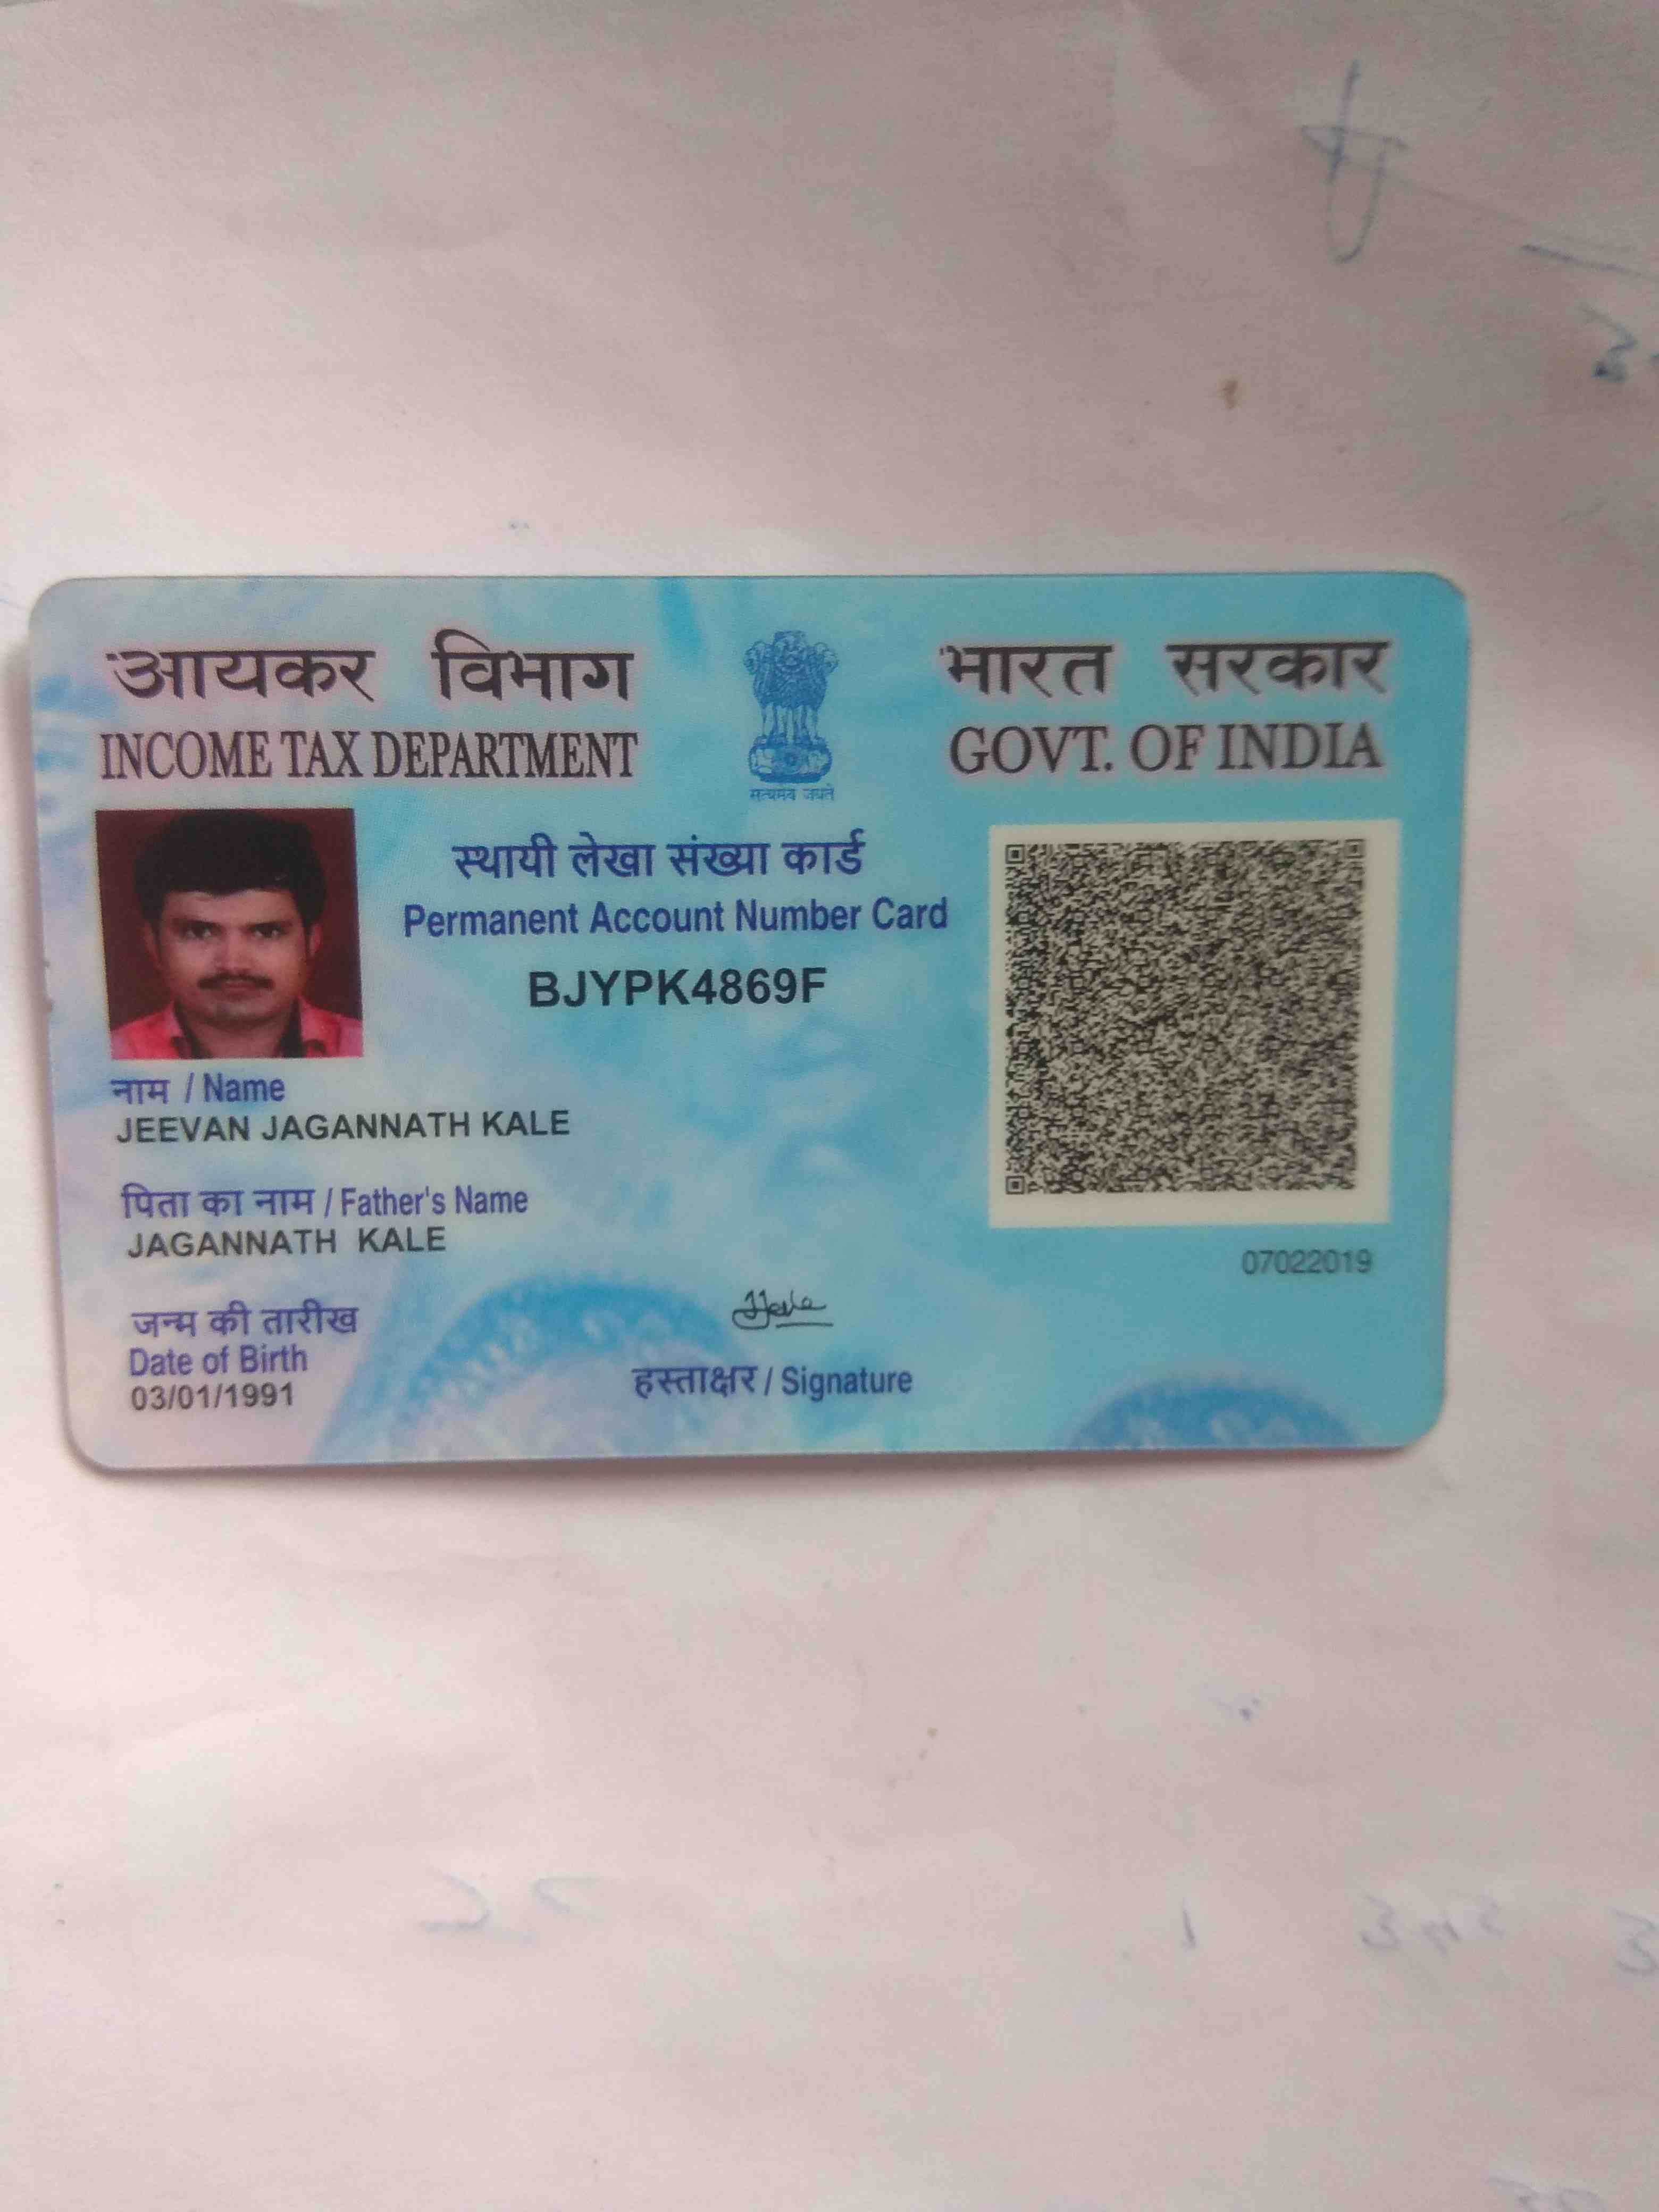 आयकर विभाग
INCOME TAX DEPARTMENT
सत्यमेव जयते
भारत सरकार
GOVT. OF INDIA
स्थायी लेखा संख्या कार्ड
Permanent Account Number Card
BJYPK4869F
नाम / Name
JEEVAN JAGANNATH KALE
पिता का नाम / Father's Name
JAGANNATH KALE
07022019
जन्म की तारीख
Date of Birth
03/01/1991
हस्ताक्षर / Signature